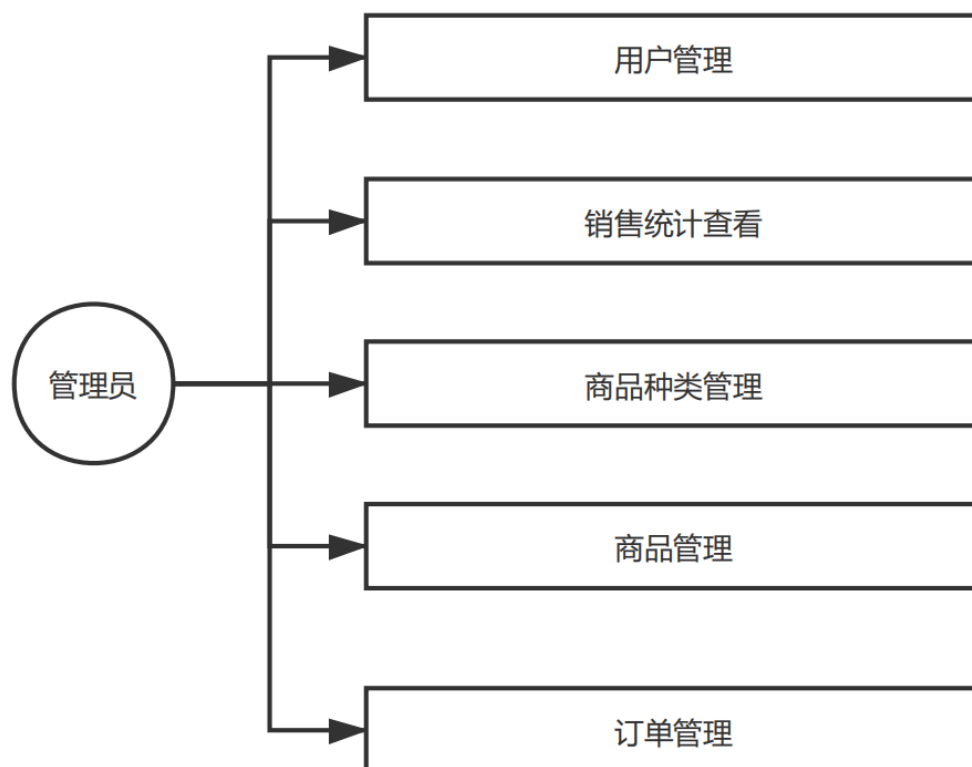 用户管理
销售统计查看
管理员
商品种类管理
商品管理
订单管理